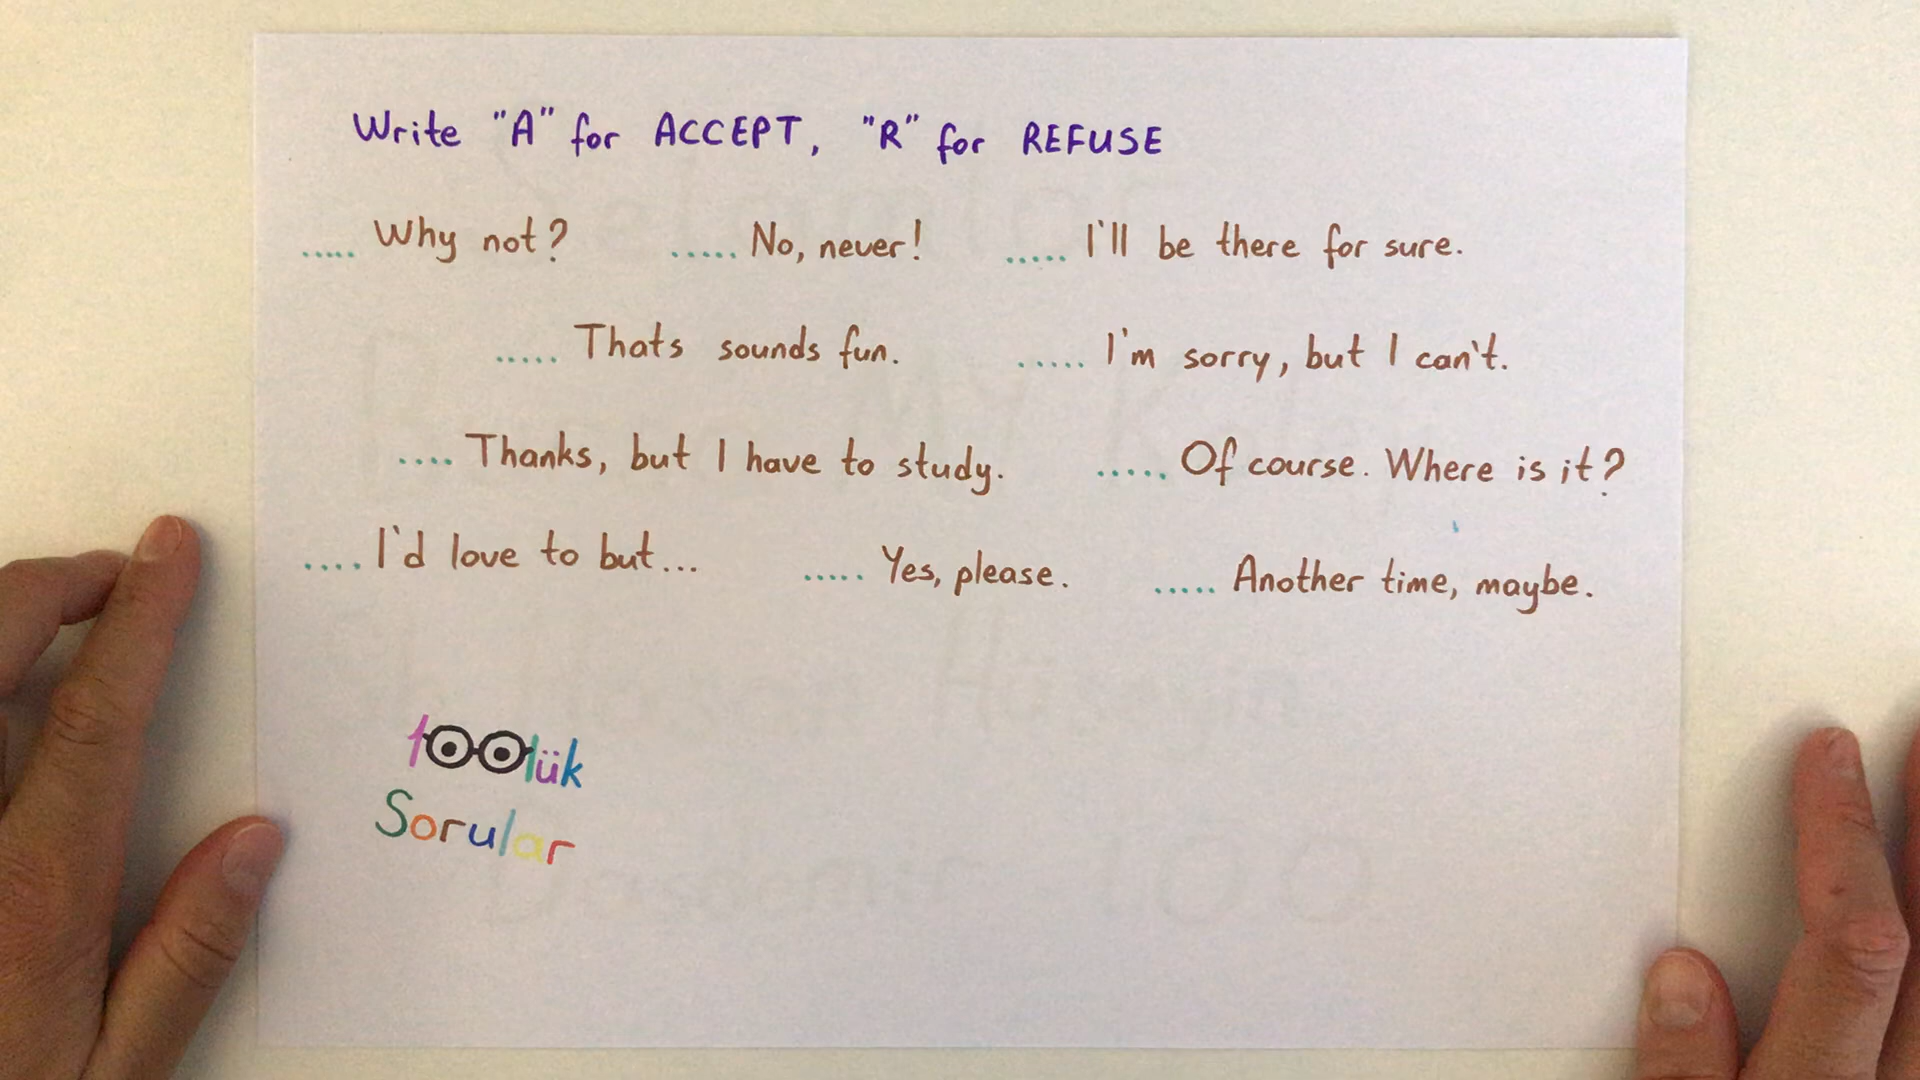 Write "A" for ACCEPT, "R" for REFUSE
..... Why not? ..... No, never! ..... I'll be there for sure.
..... Thats sounds fun. ..... I'm sorry, but I can't.
.... Thanks, but I have to study. ..... Of course. Where is it?
.... I'd love to but... ..... Yes, please. ..... Another time, maybe.
100lük
Sorular